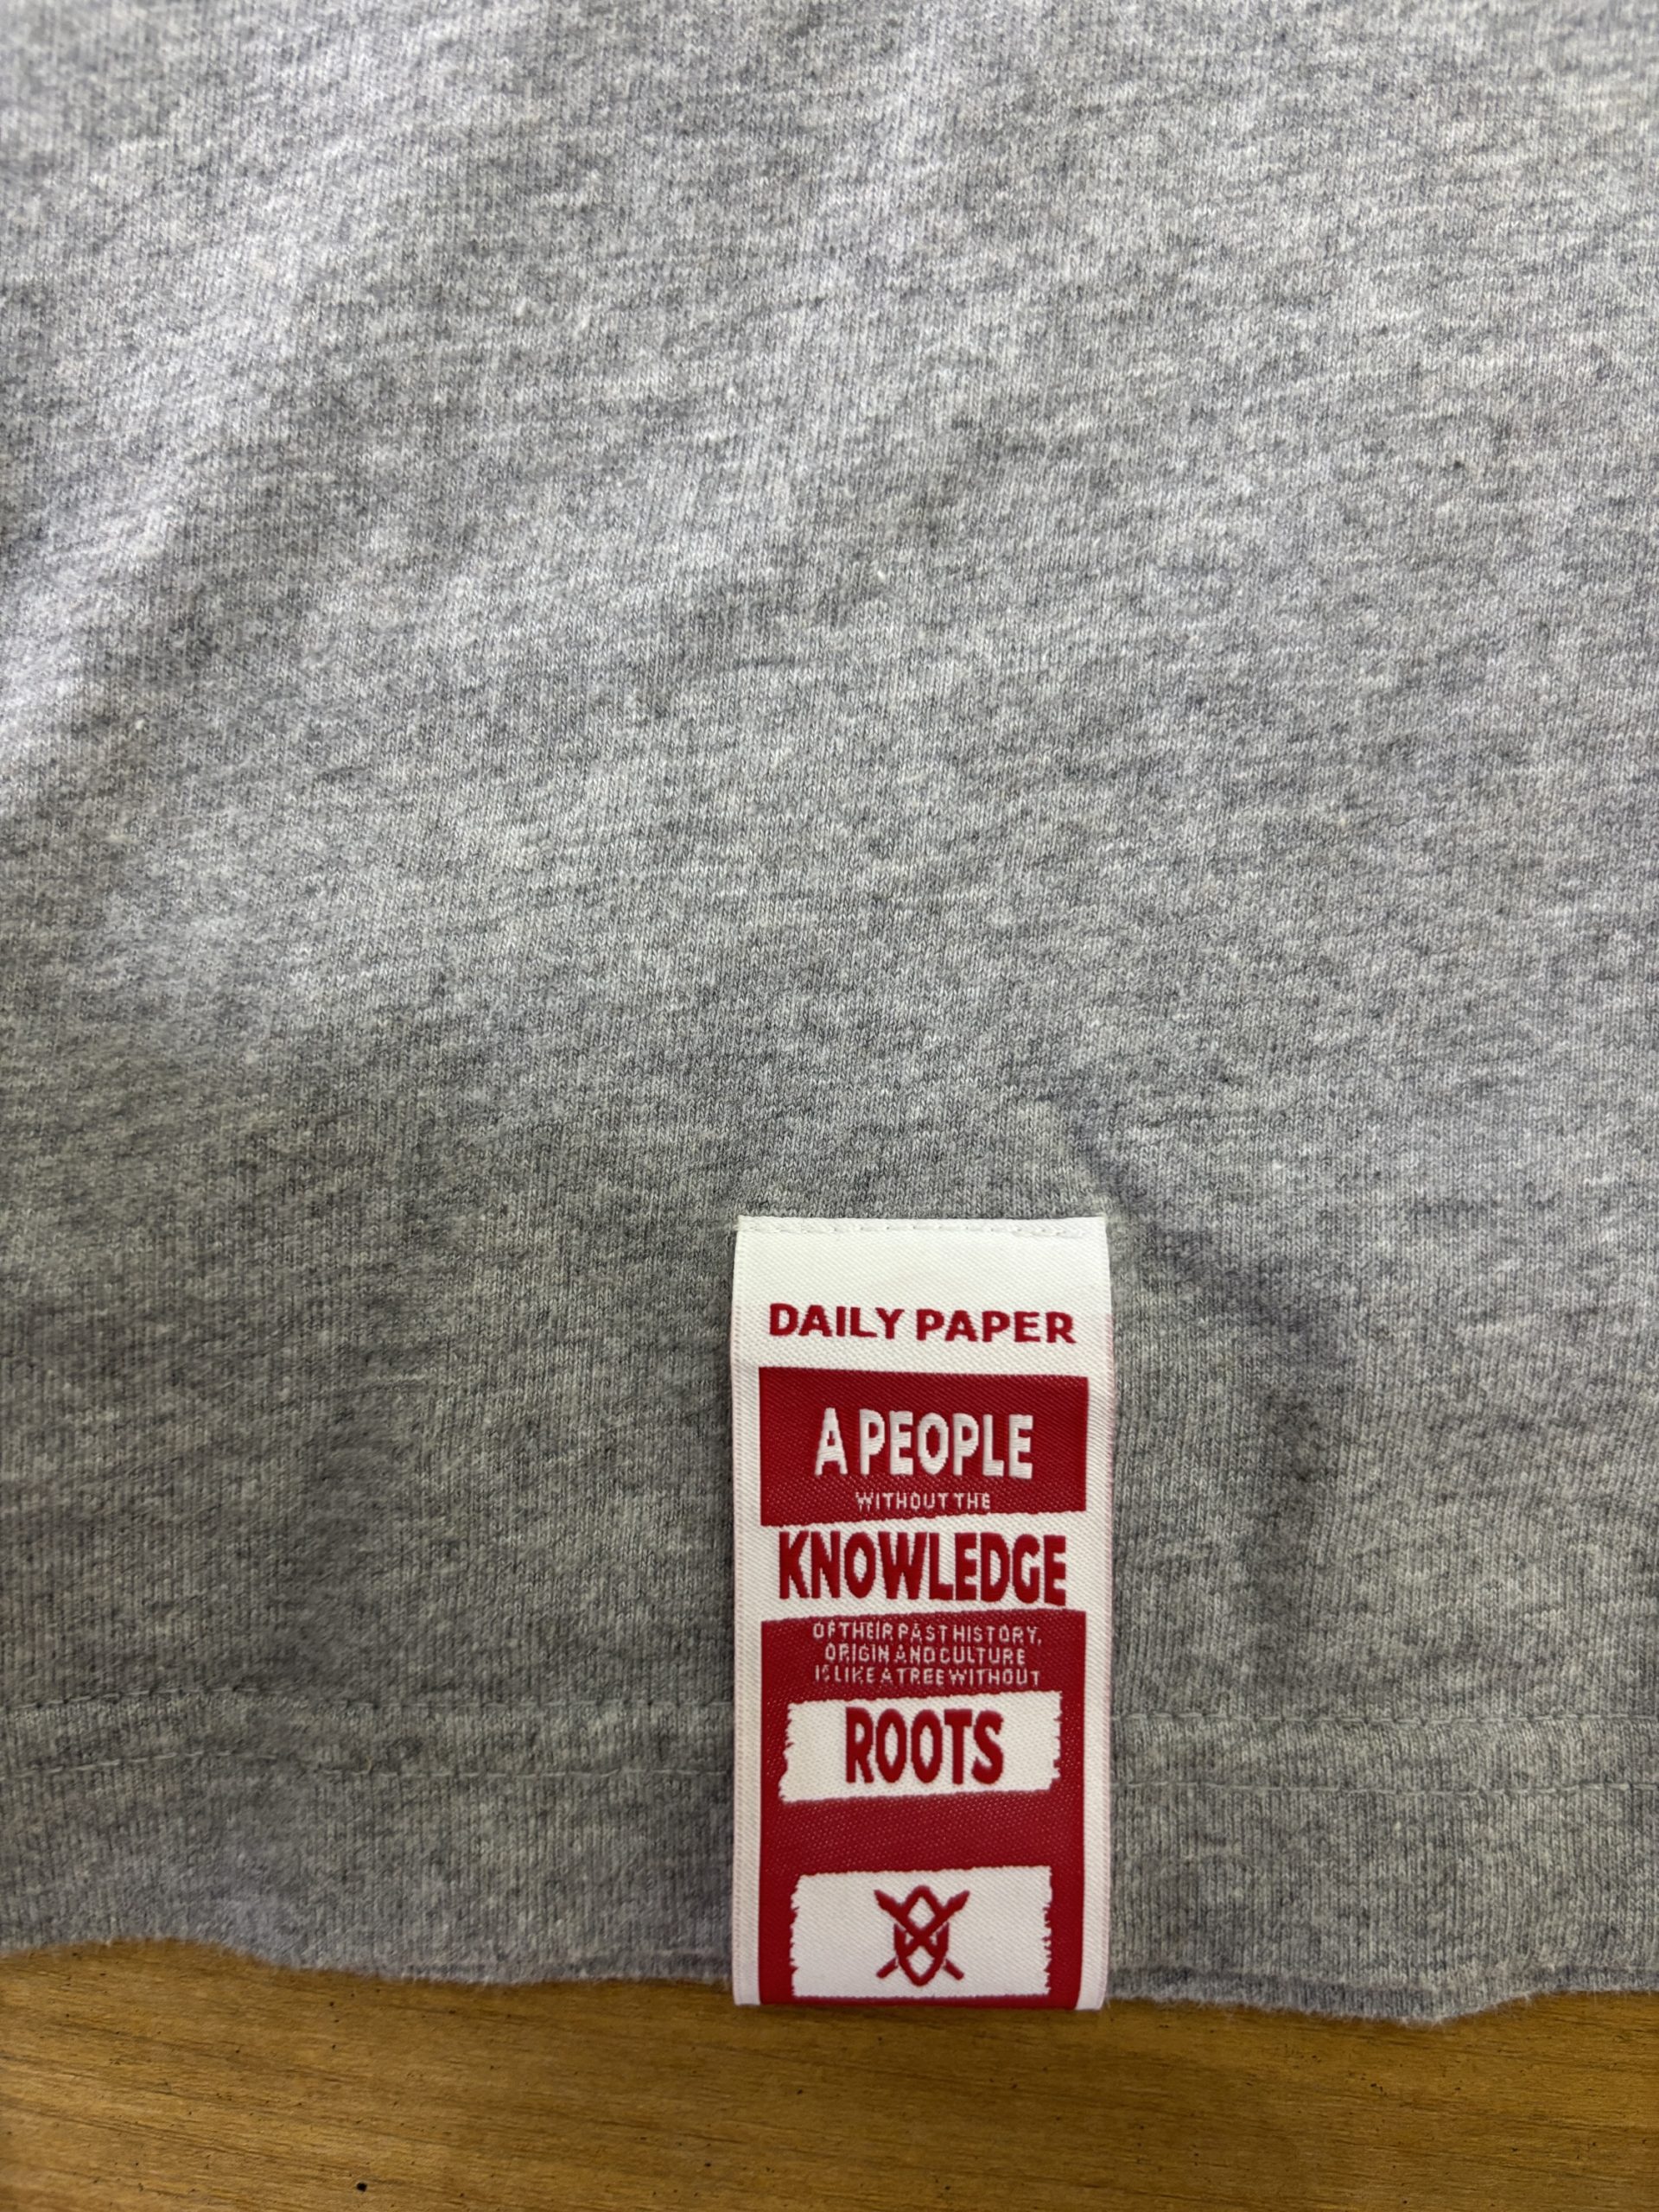 DAILY PAPER
A PEOPLE
WITHOUT THE
KNOWLEDGE
OF THEIR PAST HISTORY,
ORIGIN AND CULTURE
IS LIKE A TREE WITHOUT
ROOTS